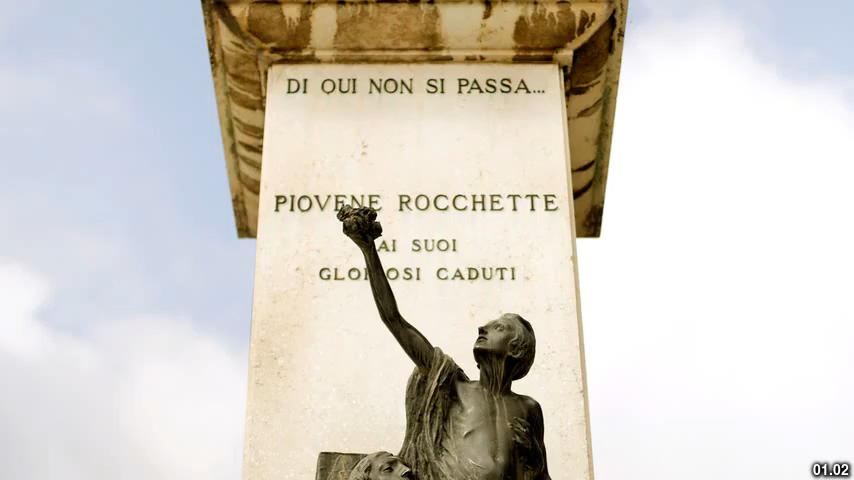 DI QUI NON SI PASSA...
PIOVENE ROCCHETTE
AI SUOI
GLORIOSI CADUTI
01.02